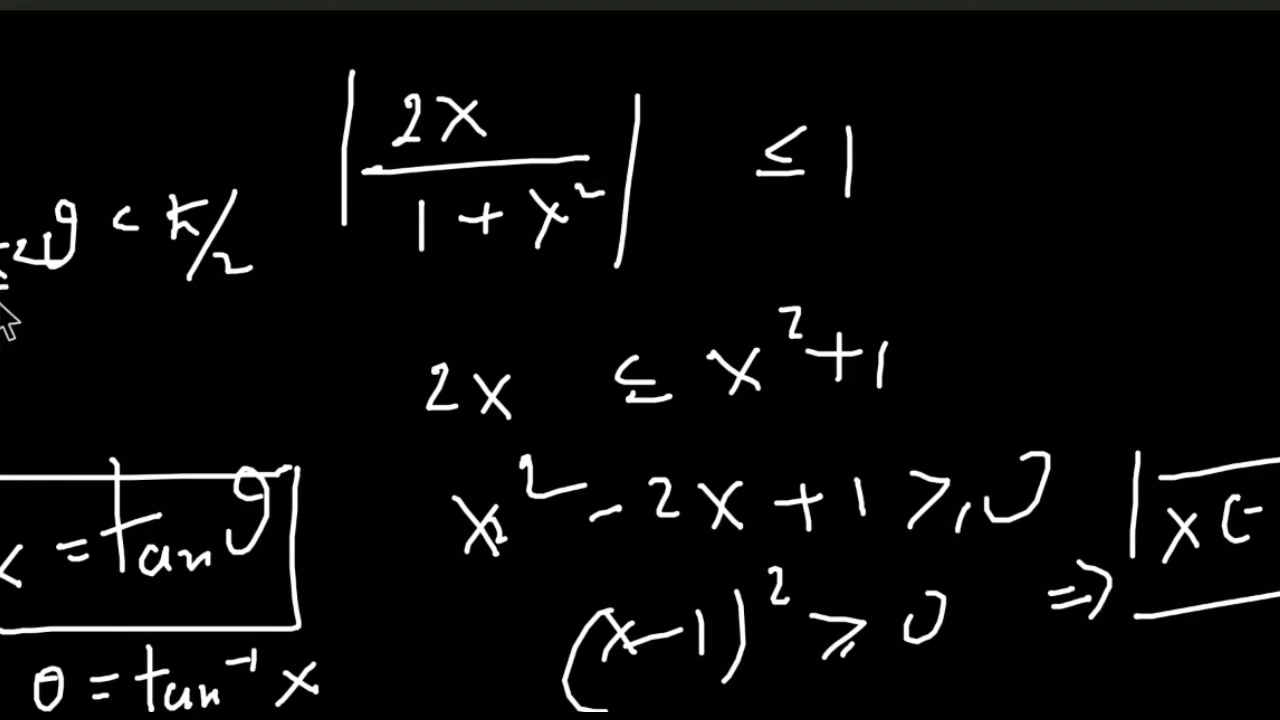 | 2x / 1 + x² | ≤ 1
θ < π/2
2x ≤ x² + 1
x² - 2x + 1 ≥ 0
x = tan θ
(x-1)² ≥ 0 ⇒ x ∈
θ = tan⁻¹ x